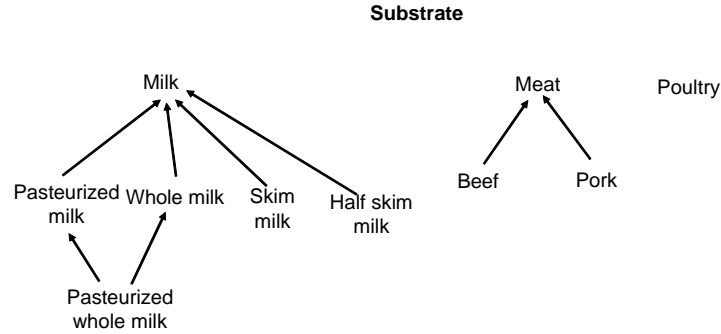 Substrate
Milk
Meat
Poultry
Pasteurized
milk
Whole milk
Skim
milk
Half skim
milk
Beef
Pork
Pasteurized
whole milk